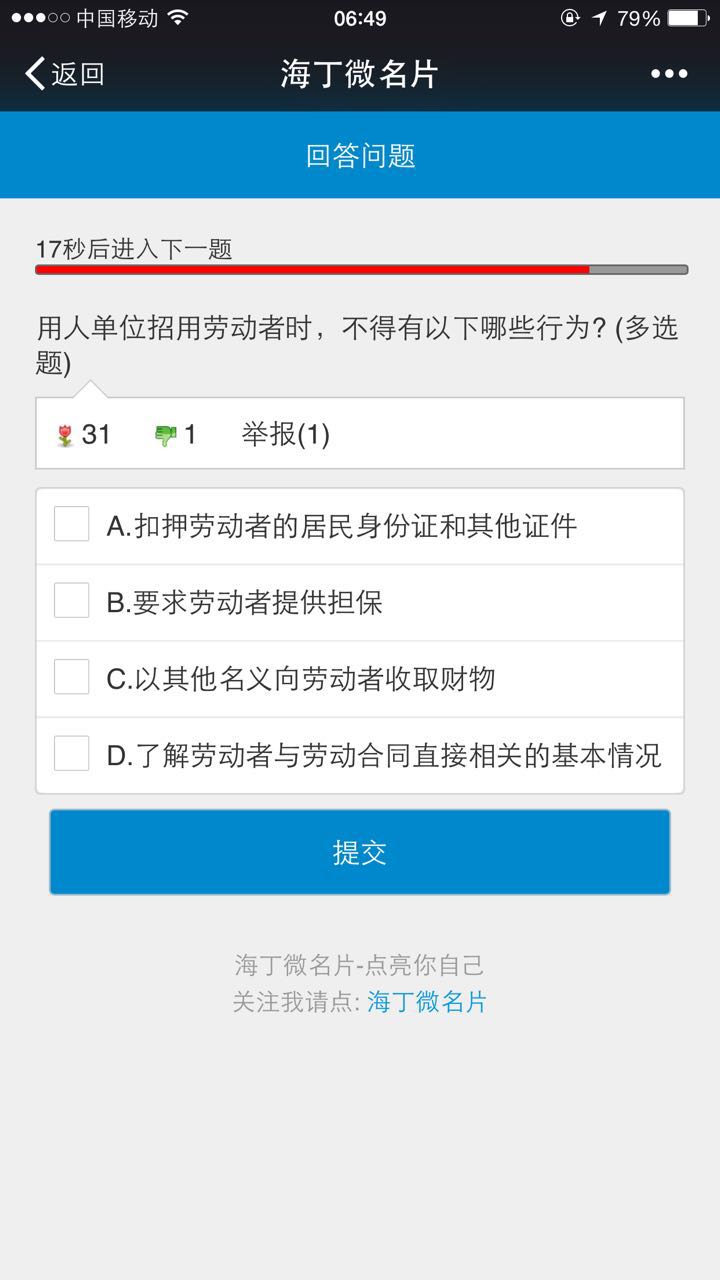 中国移动 06:49 79%
返回 海丁微名片
回答问题
17秒后进入下一题
用人单位招用劳动者时，不得有以下哪些行为? (多选
题)
31 1 举报(1)
A.扣押劳动者的居民身份证和其他证件
B.要求劳动者提供担保
C.以其他名义向劳动者收取财物
D.了解劳动者与劳动合同直接相关的基本情况
提交
海丁微名片-点亮你自己
关注我请点: 海丁微名片